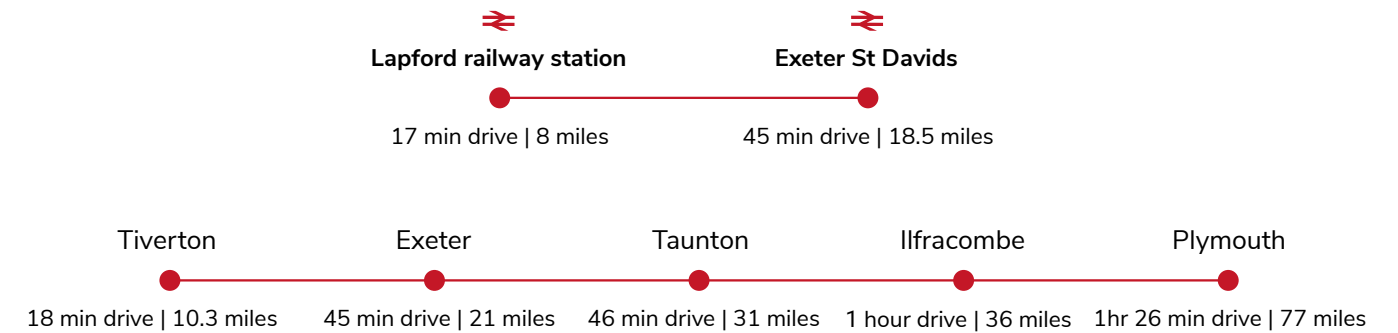 Lapford railway station
Exeter St Davids
17 min drive | 8 miles
45 min drive | 18.5 miles
Tiverton
Exeter
Taunton
Ilfracombe
Plymouth
18 min drive | 10.3 miles
45 min drive | 21 miles
46 min drive | 31 miles
1 hour drive | 36 miles
1hr 26 min drive | 77 miles